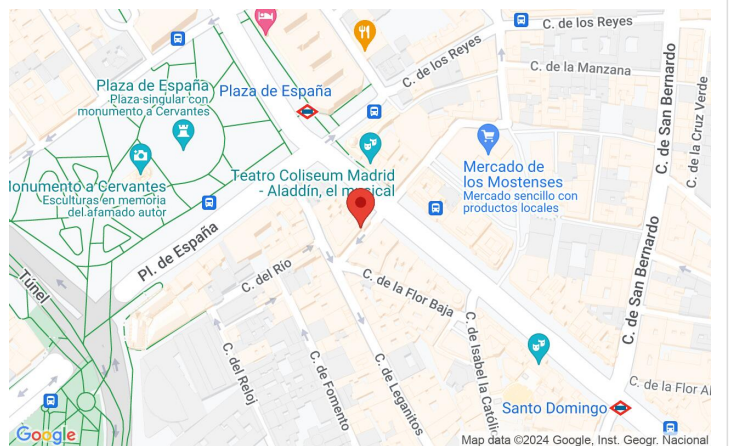 C. de los Reyes
C. de la Manzana
C. de los Reyes
C. de San Bernardo
C. de la Cruz Verde
Plaza de España
Plaza singular con
monumento a Cervantes
Plaza de España
Teatro Coliseum Madrid
- Aladdín, el musical
Mercado de
los Mostenses
Mercado sencillo con
productos locales
Monumento a Cervantes
Esculturas en memoria
del afamado autor
Pl. de España
Túnel
C. del Río
C. de la Flor Baja
C. de San Bernardo
C. del Reloj
C. de Fomento
C. de Leganitos
C. de Isabel la Católic
Santo Domingo
C. de la Flor Al
Google
Map data ©2024 Google, Inst. Geogr. Nacional